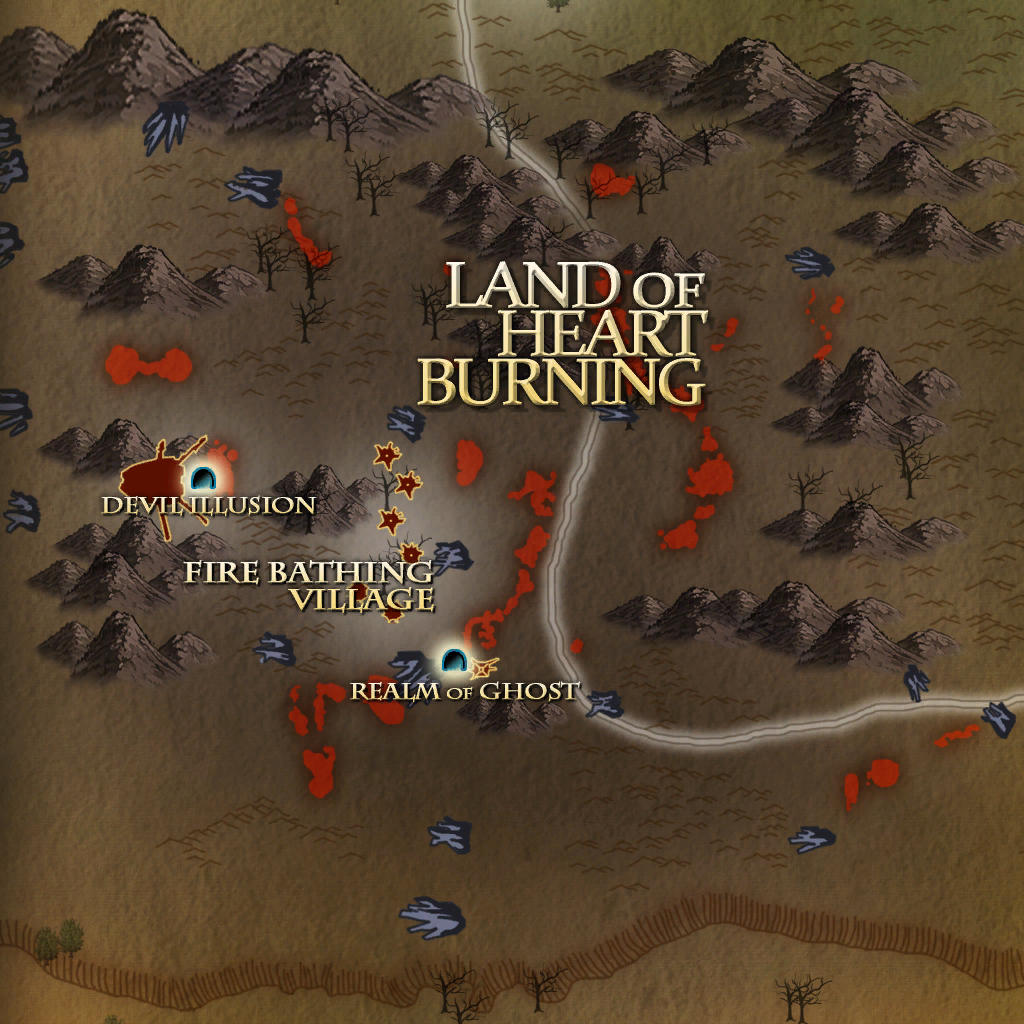 LAND OF
HEART
BURNING
DEVIL ILLUSION
FIRE BATHING
VILLAGE
REALM OF GHOST